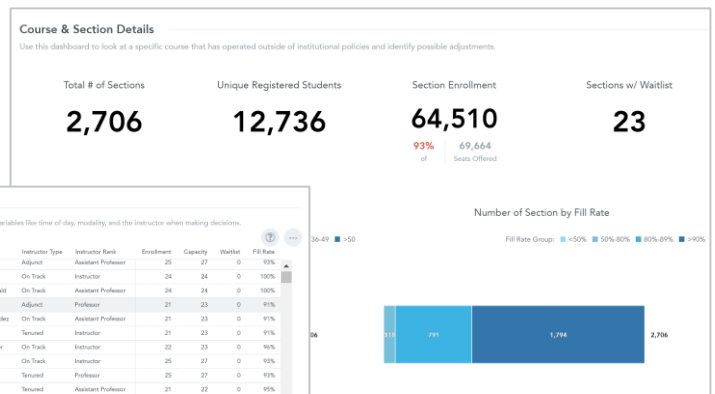 Course & Section Details
Use this dashboard to look at a specific course that has operated outside of institutional policies and identify possible adjustments.
Total # of Sections
2,706
Unique Registered Students
12,736
Section Enrollment
64,510
93% of
69,664 Seats Offered
Sections w/ Waitlist
23
variables like time of day, modality, and the instructor when making decisions.
Instructor Type Instructor Rank Enrollment Capacity Waitlist Fill Rate
Adjunct Assistant Professor 25 27 0 93%
On Track Instructor 24 24 0 100%
On Track Assistant Professor 24 24 0 100%
Adjunct Professor 21 23 0 91%
On Track Assistant Professor 21 23 0 91%
Tenured Instructor 21 23 0 91%
On Track Instructor 22 23 0 96%
On Track Instructor 25 27 0 93%
Tenured Professor 25 27 0 93%
Tenured Assistant Professor 21 22 0 95%
36-49 >50
Number of Section by Fill Rate
Fill Rate Group: <50% 50%-80% 80%-89% >90%
791 1,794 2,706